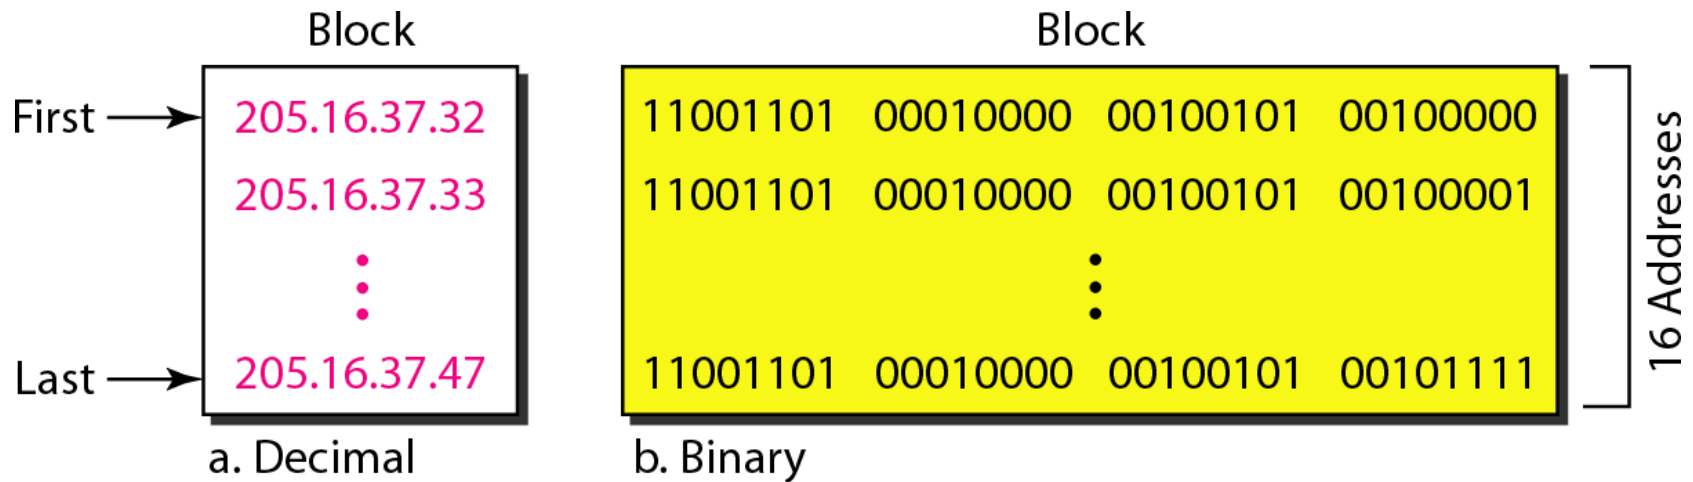 Block
Block
First
205.16.37.32
11001101 00010000 00100101 00100000
205.16.37.33
11001101 00010000 00100101 00100001
Last
205.16.37.47
11001101 00010000 00100101 00101111
16 Addresses
a. Decimal
b. Binary